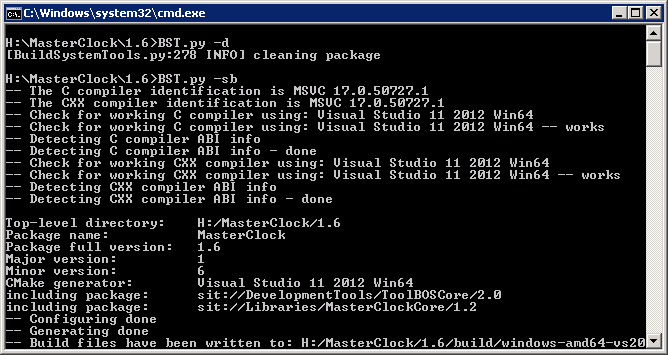 C:\Windows\system32\cmd.exe
H:\MasterClock\1.6>BST.py -d
[BuildSystemTools.py:278 INFO] cleaning package
H:\MasterClock\1.6>BST.py -sb
-- The C compiler identification is MSVC 17.0.50727.1
-- The CXX compiler identification is MSVC 17.0.50727.1
-- Check for working C compiler using: Visual Studio 11 2012 Win64
-- Check for working C compiler using: Visual Studio 11 2012 Win64 -- works
-- Detecting C compiler ABI info
-- Detecting C compiler ABI info - done
-- Check for working CXX compiler using: Visual Studio 11 2012 Win64
-- Check for working CXX compiler using: Visual Studio 11 2012 Win64 -- works
-- Detecting CXX compiler ABI info
-- Detecting CXX compiler ABI info - done
Top-level directory: H:/MasterClock/1.6
Package name: MasterClock
Package full version: 1.6
Major version: 1
Minor version: 6
CMake generator: Visual Studio 11 2012 Win64
including package: sit://DevelopmentTools/ToolBOSCore/2.0
including package: sit://Libraries/MasterClockCore/1.2
-- Configuring done
-- Generating done
-- Build files have been written to: H:/MasterClock/1.6/build/windows-amd64-vs20